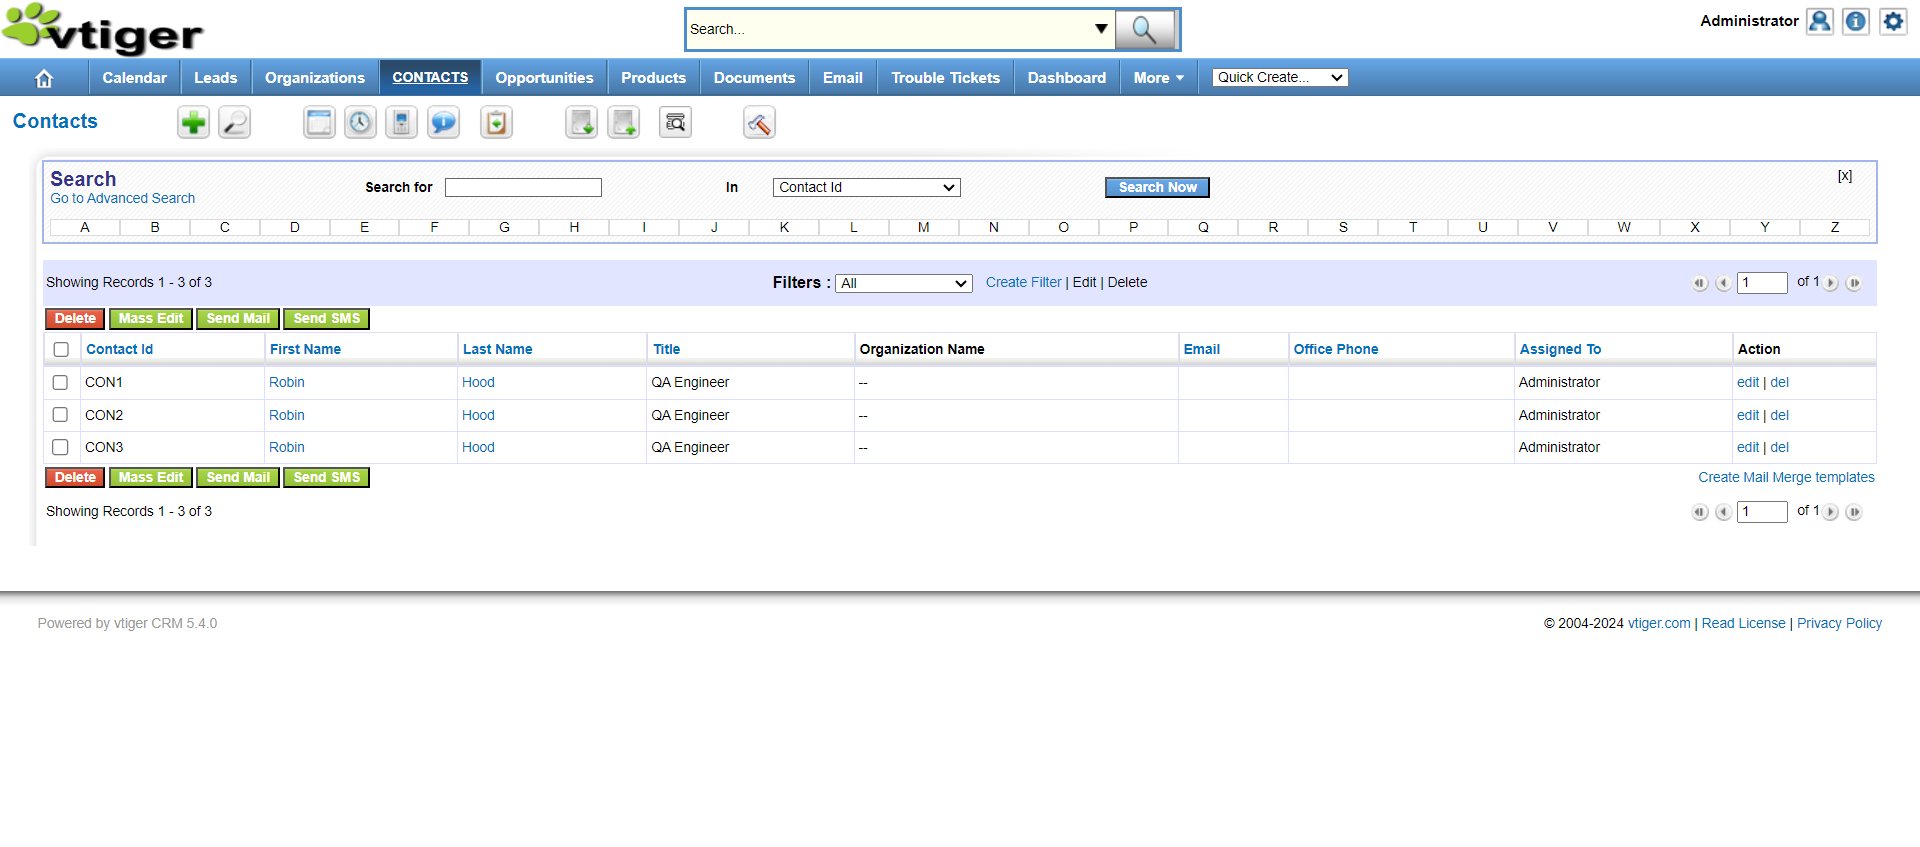 vtiger
Search...
Administrator
Calendar Leads Organizations CONTACTS Opportunities Products Documents Email Trouble Tickets Dashboard More Quick Create...
Contacts
Search
Go to Advanced Search
Search for In Contact Id Search Now [x]
A B C D E F G H I J K L M N O P Q R S T U V W X Y Z
Showing Records 1 - 3 of 3 Filters : All Create Filter | Edit | Delete 1 of 1
Delete Mass Edit Send Mail Send SMS
Contact Id First Name Last Name Title Organization Name Email Office Phone Assigned To Action
CON1 Robin Hood QA Engineer -- Administrator edit | del
CON2 Robin Hood QA Engineer -- Administrator edit | del
CON3 Robin Hood QA Engineer -- Administrator edit | del
Delete Mass Edit Send Mail Send SMS Create Mail Merge templates
Showing Records 1 - 3 of 3 1 of 1
Powered by vtiger CRM 5.4.0 © 2004-2024 vtiger.com | Read License | Privacy Policy